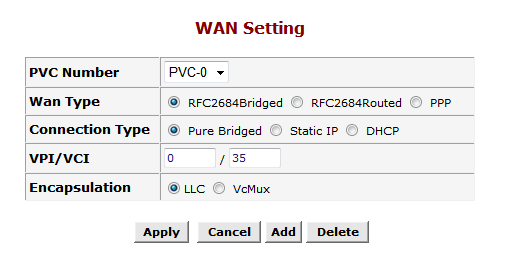 WAN Setting
PVC Number PVC-0
Wan Type RFC2684Bridged RFC2684Routed PPP
Connection Type Pure Bridged Static IP DHCP
VPI/VCI 0 / 35
Encapsulation LLC VcMux
Apply Cancel Add Delete